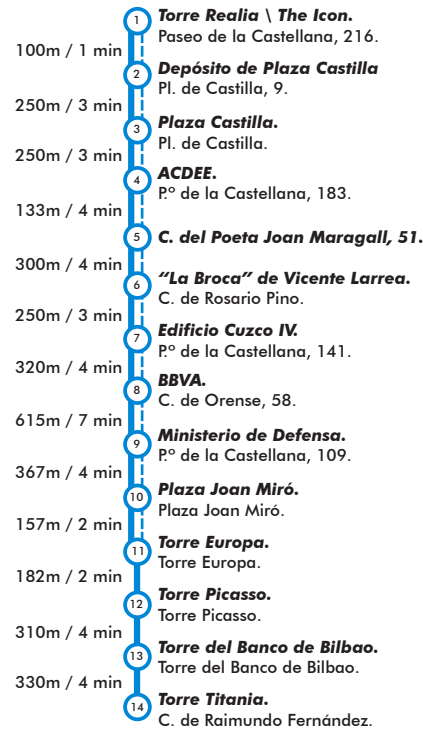 1 Torre Realia \ The Icon.
Paseo de la Castellana, 216.
100m / 1 min
2 Depósito de Plaza Castilla
Pl. de Castilla, 9.
250m / 3 min
3 Plaza Castilla.
Pl. de Castilla.
250m / 3 min
4 ACDEE.
P.º de la Castellana, 183.
133m / 4 min
5 C. del Poeta Joan Maragall, 51.
300m / 4 min
6 “La Broca” de Vicente Larrea.
C. de Rosario Pino.
250m / 3 min
7 Edificio Cuzco IV.
P.º de la Castellana, 141.
320m / 4 min
8 BBVA.
C. de Orense, 58.
615m / 7 min
9 Ministerio de Defensa.
P.º de la Castellana, 109.
367m / 4 min
10 Plaza Joan Miró.
Plaza Joan Miró.
157m / 2 min
11 Torre Europa.
Torre Europa.
182m / 2 min
12 Torre Picasso.
Torre Picasso.
310m / 4 min
13 Torre del Banco de Bilbao.
Torre del Banco de Bilbao.
330m / 4 min
14 Torre Titania.
C. de Raimundo Fernández.